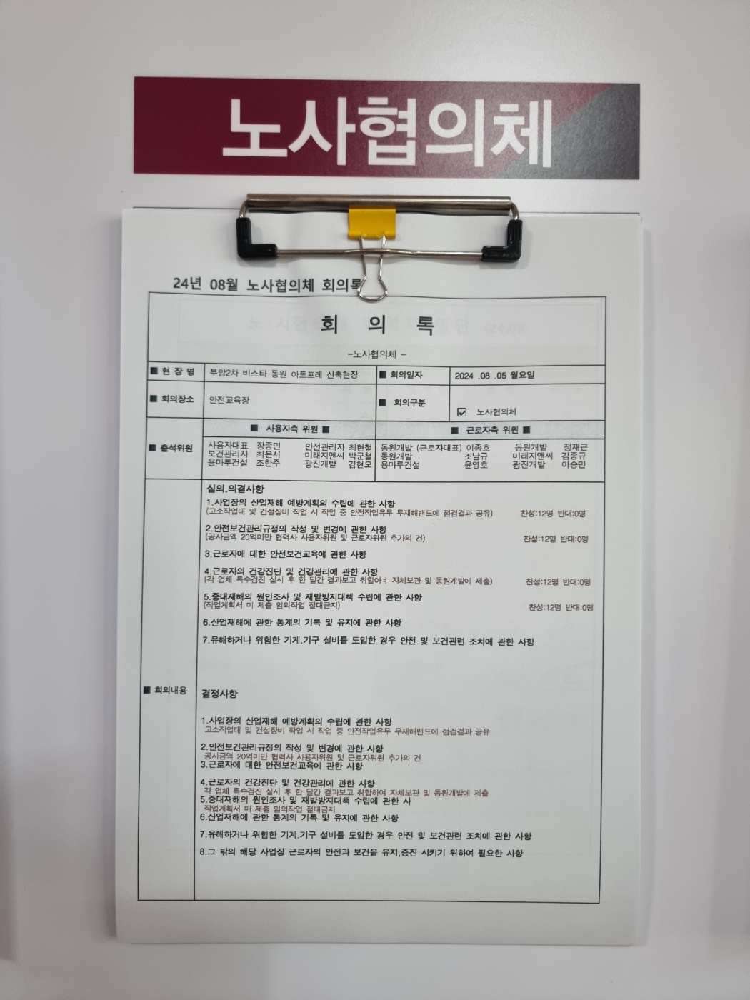 노사협의체
24년 08월 노사협의체 회의록
회 의 록
-노사협의체 -
■ 현 장 명 부암2차 비스타 동원 아트포레 신축현장 ■ 회의일자 2024 .08 .05 월요일
■ 회의장소 안전교육장 ■ 회의구분 ☑ 노사협의체
■ 사용자측 위원 ■ ■ 근로자측 위원 ■
■ 출석위원
사용자대표 장종민 안전관리자 최현철 동원개발 (근로자대표) 이종호 동원개발 정재근
보건관리자 최은서 미래지앤씨 박군철 동원개발 조남규 미래지앤씨 김종규
용마루건설 조한주 광진개발 김현모 용마루건설 윤영호 광진개발 이승만
심의.의결사항
1.사업장의 산업재해 예방계획의 수립에 관한 사항
(고소작업대 및 건설장비 작업 시 작업 중 안전작업유무 무재해밴드에 점검결과 공유) 찬성:12명 반대:0명
2.안전보건관리규정의 작성 및 변경에 관한 사항
(공사금액 20억미만 협력사 사용자위원 및 근로자위원 추가의 건) 찬성:12명 반대:0명
3.근로자에 대한 안전보건교육에 관한 사항
4.근로자의 건강진단 및 건강관리에 관한 사항
(각 업체 특수검진 실시 후 한 달간 결과보고 자체보관 및 동원개발에 제출) 찬성:12명 반대:0명
5.중대재해의 원인조사 및 재발방지대책 수립에 관한 사항
(작업계획서 미 제출 임의작업 절대금지) 찬성:12명 반대:0명
6.산업재해에 관한 통계의 기록 및 유지에 관한 사항
7.유해하거나 위험한 기계.기구 설비를 도입한 경우 안전 및 보건관련 조치에 관한 사항
■ 회의내용
결정사항
1.사업장의 산업재해 예방계획의 수립에 관한 사항
고소작업대 및 건설장비 작업 시 작업 중 안전작업유무 무재해밴드에 점검결과 공유
2.안전보건관리규정의 작성 및 변경에 관한 사항
공사금액 20억미만 협력사 사용자위원 및 근로자위원 추가의 건
3.근로자에 대한 안전보건교육에 관한 사항
4.근로자의 건강진단 및 건강관리에 관한 사항
각 업체 특수검진 실시 후 한 달간 결과보고 취합하여 자체보관 및 동원개발에 제출
5.중대재해의 원인조사 및 재발방지대책 수립에 관한 사
작업계획서 미 제출 임의작업 절대금지
6.산업재해에 관한 통계의 기록 및 유지에 관한 사항
7.유해하거나 위험한 기계.기구 설비를 도입한 경우 안전 및 보건관련 조치에 관한 사항
8.그 밖의 해당 사업장 근로자의 안전과 보건을 유지,증진 시키기 위하여 필요한 사항